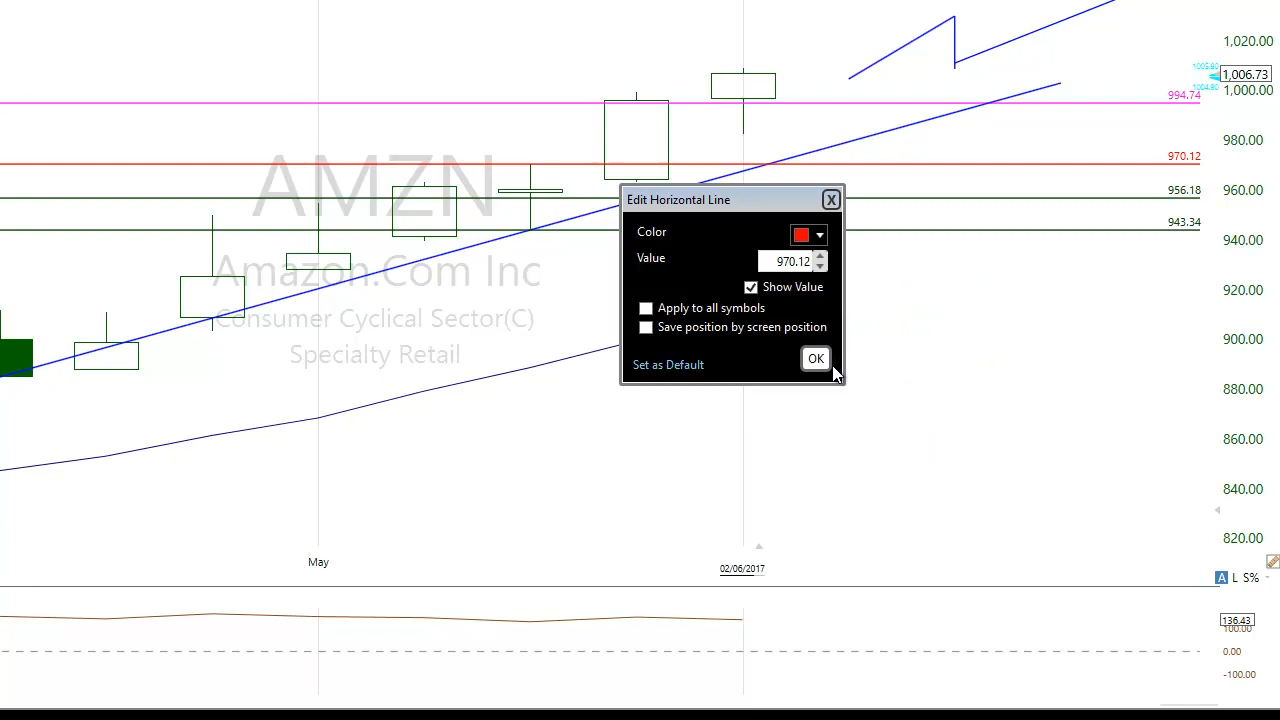 1,020.00
1005.90
1,006.73
1004.80
1,000.00
994.74
980.00
AMZN
970.12
960.00
956.18
Edit Horizontal Line
X
943.34
940.00
Color
Value
970.12
Amazon.Com Inc
Show Value
920.00
Apply to all symbols
Consumer Cyclical Sector(C)
Save position by screen position
900.00
Specialty Retail
Set as Default
OK
880.00
860.00
840.00
820.00
May
02/06/2017
A L S%
136.43
100.00
0.00
-100.00